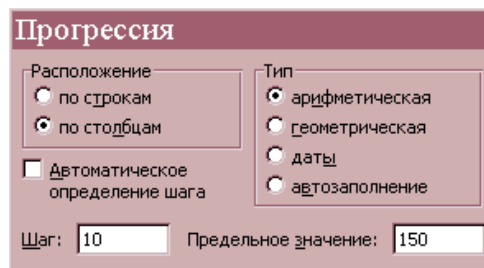 Прогрессия
Расположение
по строкам
по столбцам
Автоматическое
определение шага
Тип
арифметическая
геометрическая
даты
автозаполнение
Шаг: 10 Предельное значение: 150